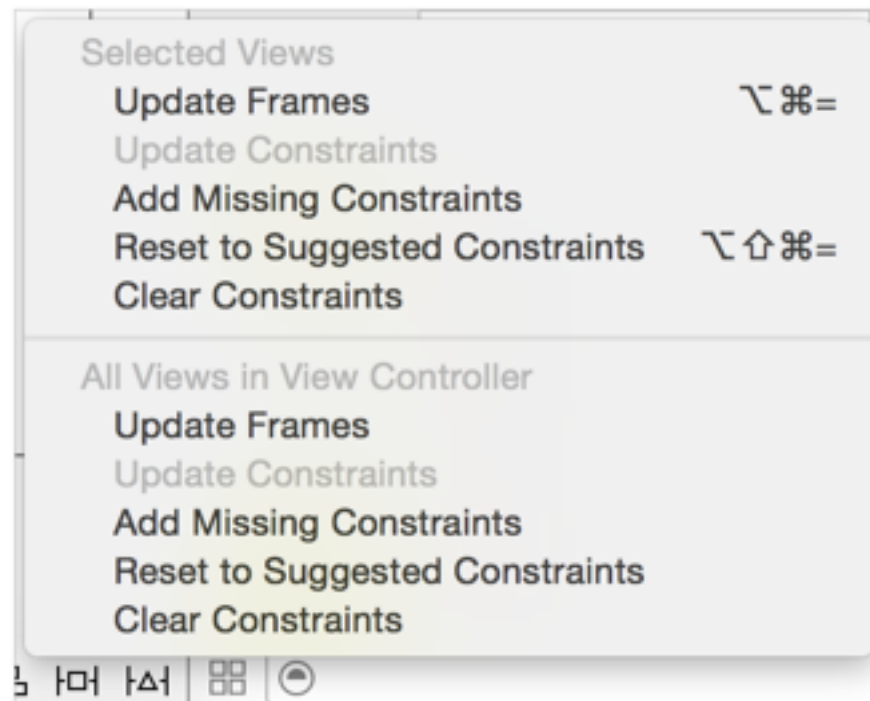 Selected Views
Update Frames ⌥⌘=
Update Constraints
Add Missing Constraints
Reset to Suggested Constraints ⌥⇧⌘=
Clear Constraints
All Views in View Controller
Update Frames
Update Constraints
Add Missing Constraints
Reset to Suggested Constraints
Clear Constraints